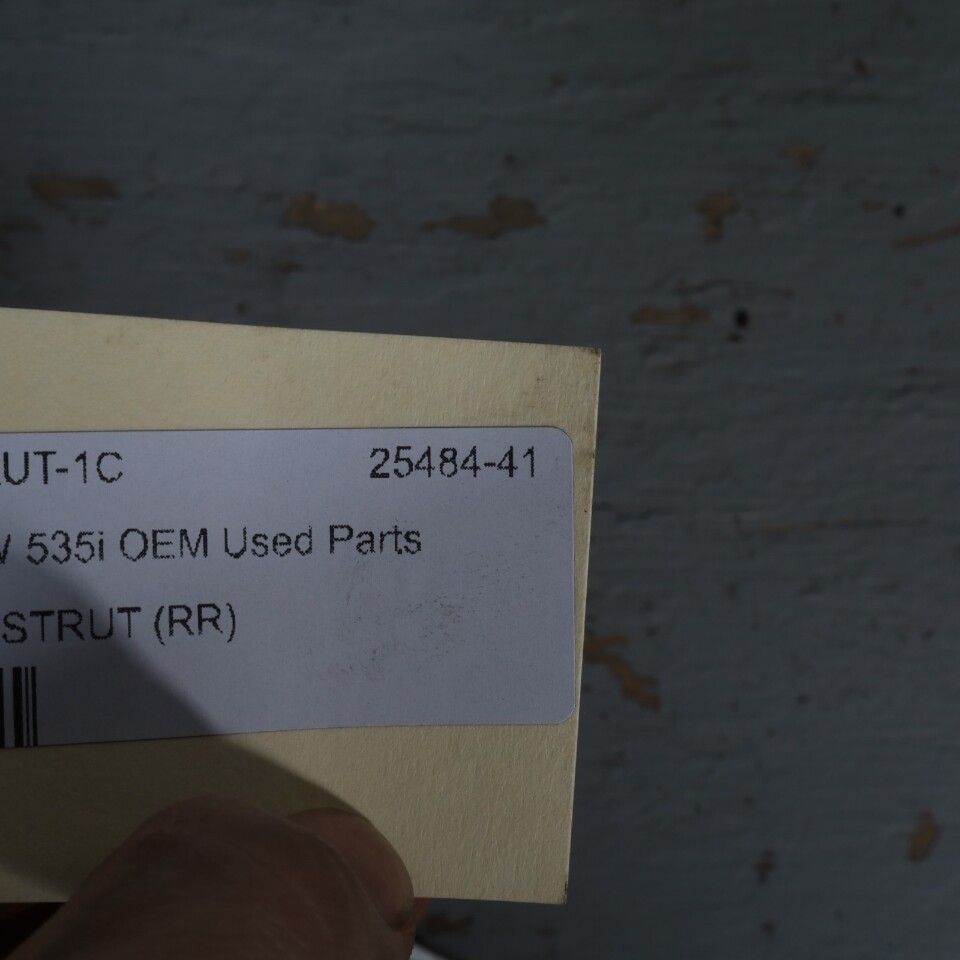 UT-1C 25484-41
535i OEM Used Parts
STRUT (RR)